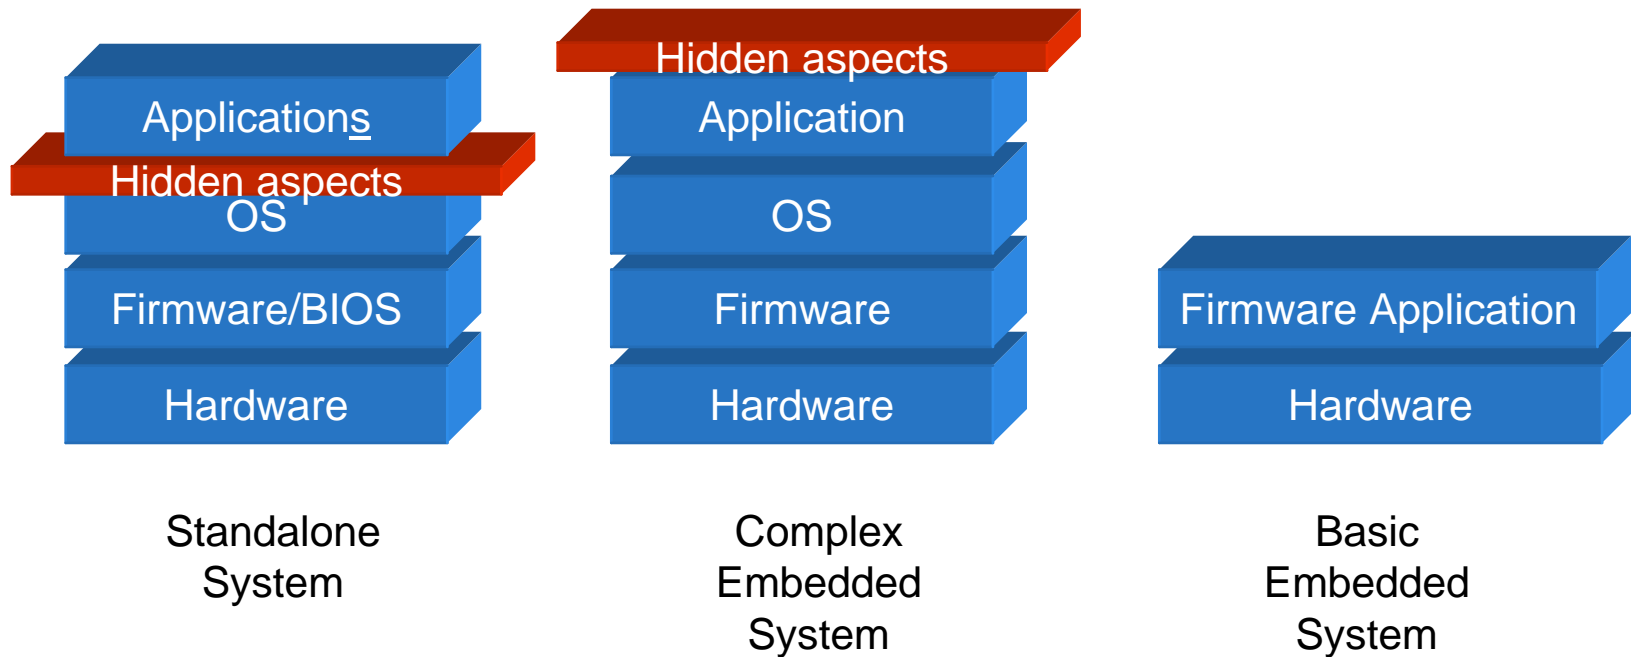 Applications
Hidden aspects
OS
Firmware/BIOS
Hardware
Standalone
System
Hidden aspects
Application
OS
Firmware
Hardware
Complex
Embedded
System
Firmware Application
Hardware
Basic
Embedded
System